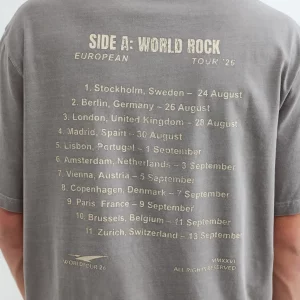 SIDE A: WORLD ROCK
EUROPEAN TOUR '26
1. Stockholm, Sweden – 24 August
2. Berlin, Germany – 26 August
3. London, United Kingdom – 28 August
4. Madrid, Spain – 30 August
5. Lisbon, Portugal – 1 September
6. Amsterdam, Netherlands – 3 September
7. Vienna, Austria – 5 September
8. Copenhagen, Denmark – 7 September
9. Paris, France – 9 September
10. Brussels, Belgium – 11 September
11. Zurich, Switzerland – 13 September
MMXXVI
ALL RIGHTS RESERVED